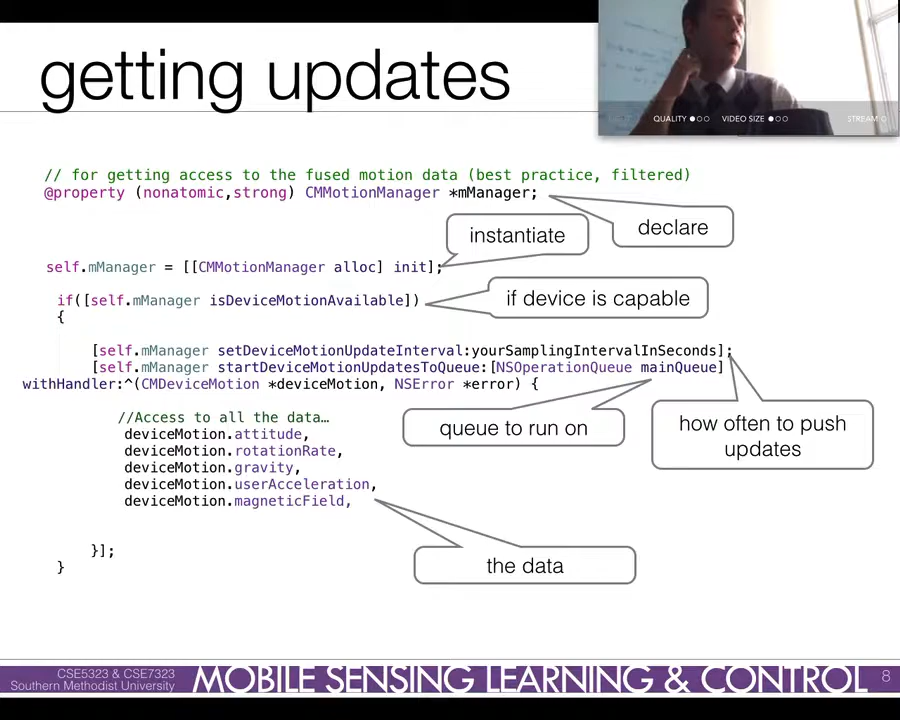 getting updates
QUALITY
VIDEO SIZE
STREAM
// for getting access to the fused motion data (best practice, filtered)
@property (nonatomic,strong) CMMotionManager *mManager;
declare
instantiate
self.mManager = [[CMMotionManager alloc] init];
if([self.mManager isDeviceMotionAvailable])
if device is capable
{
[self.mManager setDeviceMotionUpdateInterval:yourSamplingIntervalInSeconds];
[self.mManager startDeviceMotionUpdatesToQueue:[NSOperationQueue mainQueue]
withHandler:^(CMDeviceMotion *deviceMotion, NSError *error) {
//Access to all the data…
deviceMotion.attitude,
deviceMotion.rotationRate,
deviceMotion.gravity,
deviceMotion.userAcceleration,
deviceMotion.magneticField,
queue to run on
how often to push
updates
}];
the data
}
CSE5323 & CSE7323
Southern Methodist University
MOBILE SENSING LEARNING & CONTROL
8